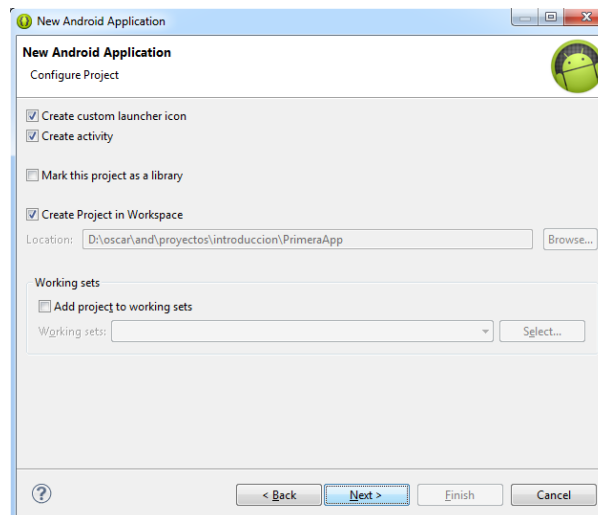 New Android Application
New Android Application
Configure Project
Create custom launcher icon
Create activity
Mark this project as a library
Create Project in Workspace
Location: D:\oscar\and\proyectos\introduccion\PrimeraApp Browse...
Working sets
Add project to working sets
Working sets: Select...
? < Back Next > Finish Cancel